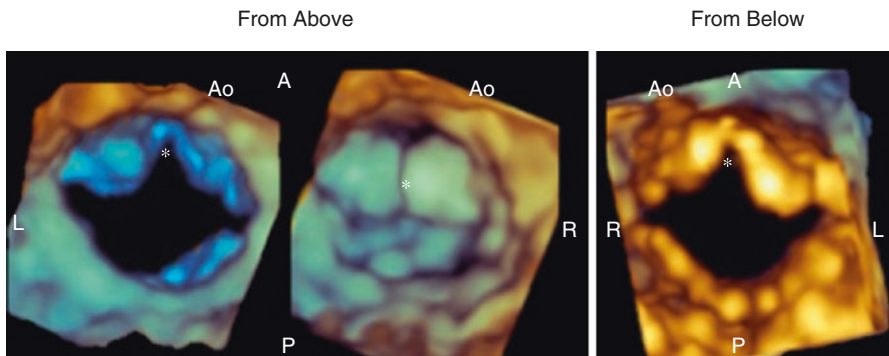 From Above From Below
Ao A Ao Ao A
* * *
L R R L
P P